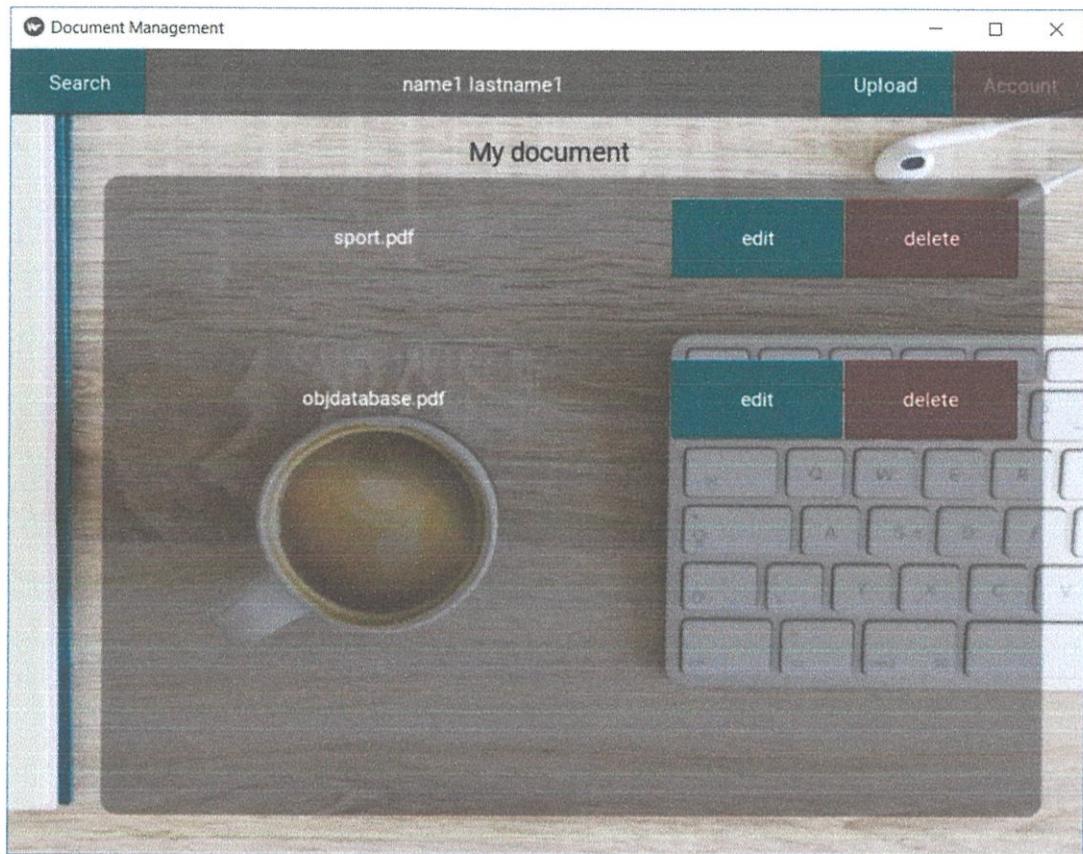 Document Management
Search name1 lastname1 Upload Account
My document
sport.pdf edit delete
objdatabase.pdf edit delete